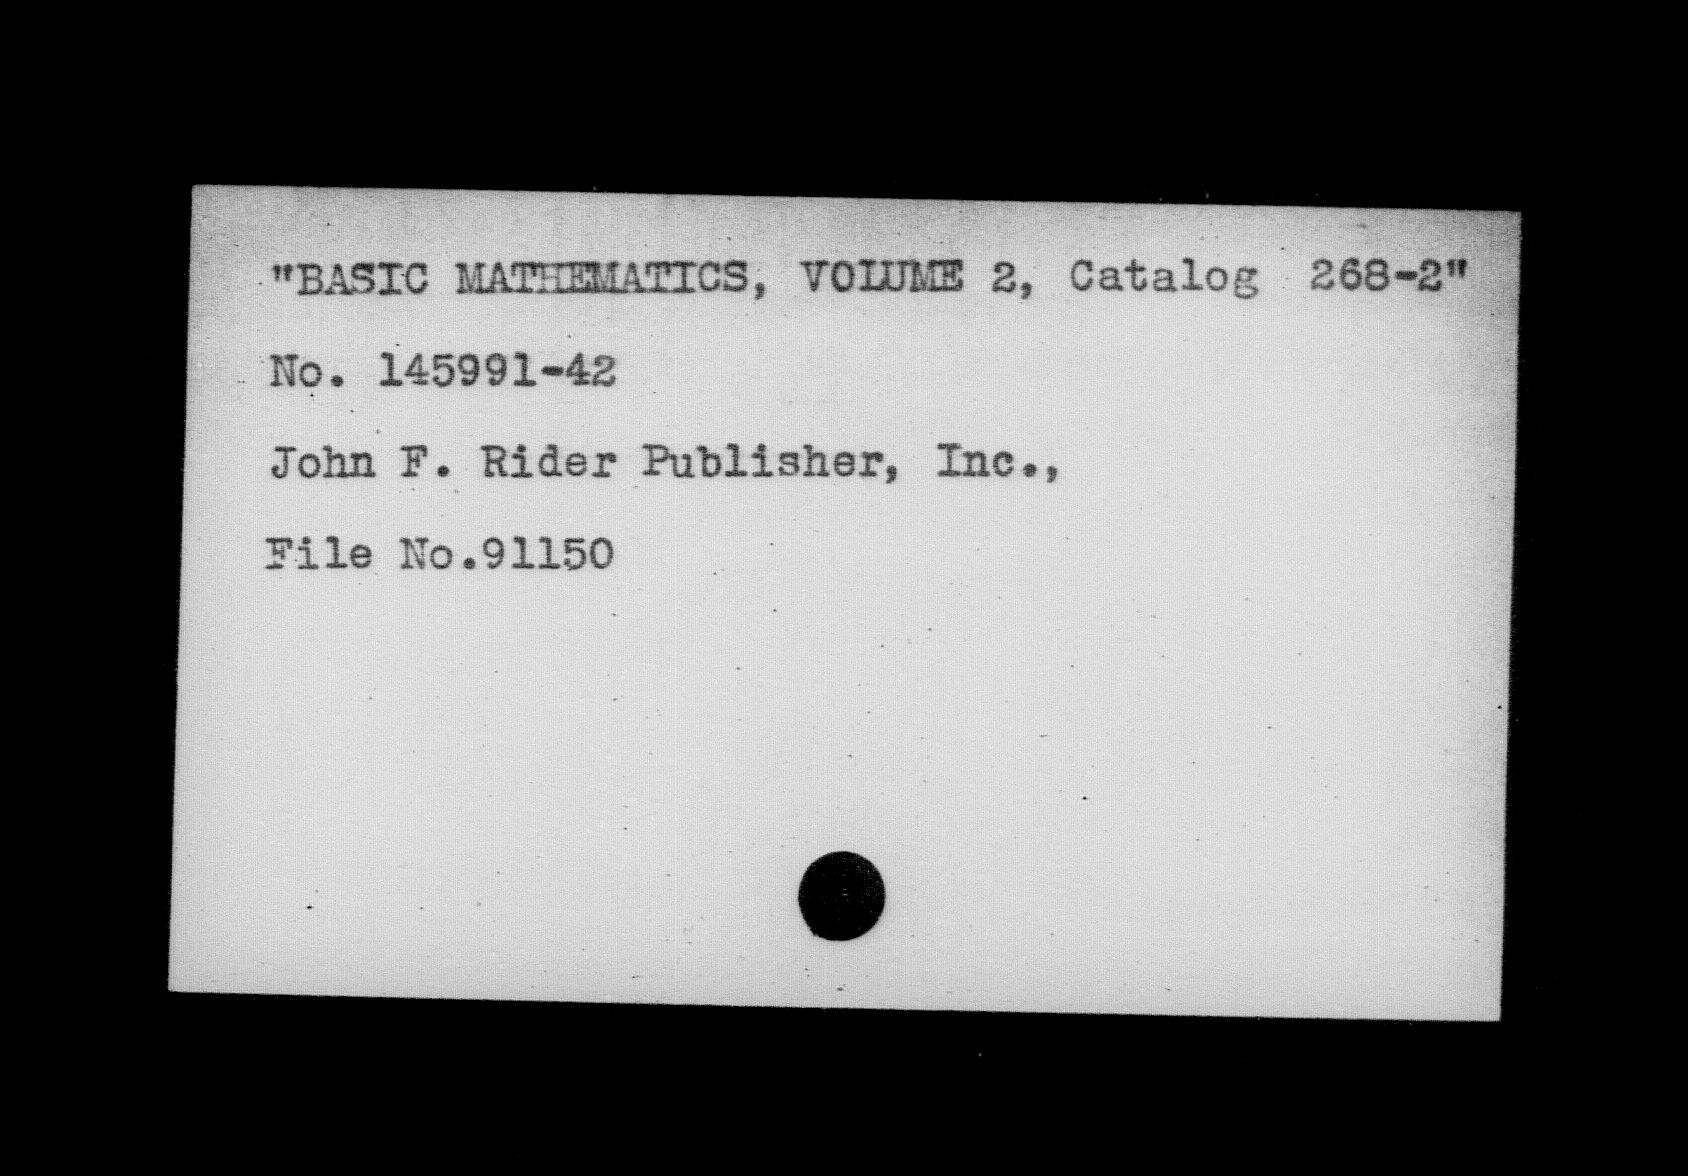 "BASIC MATHEMATICS, VOLUME 2, Catalog 268-2"
No. 145991-42
John F. Rider Publisher, Inc.,
File No.91150